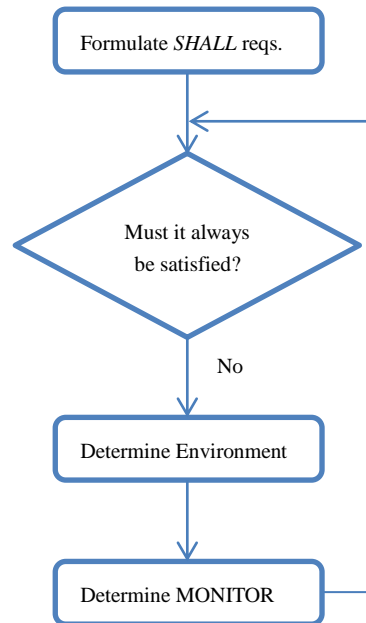 Formulate SHALL reqs.
Must it always
be satisfied?
No
Determine Environment
Determine MONITOR